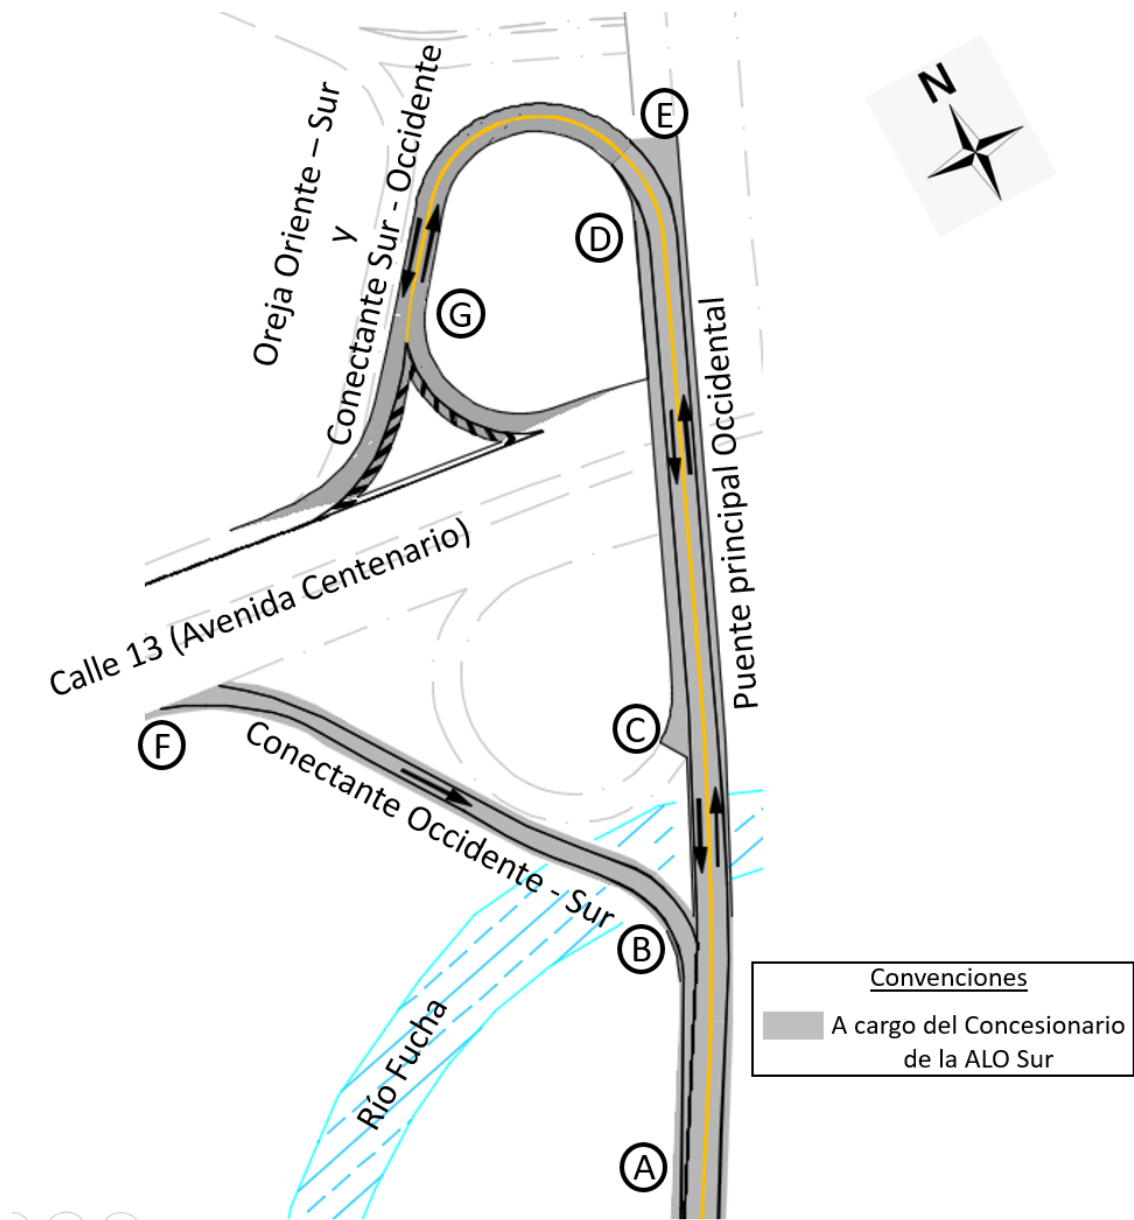 N
E
Oreja Oriente – Sur
y
Conectante Sur - Occidente
D
G
Puente principal Occidental
Calle 13 (Avenida Centenario)
C
F
Conectante Occidente - Sur
B
Convenciones
A cargo del Concesionario
de la ALO Sur
Río Fucha
A